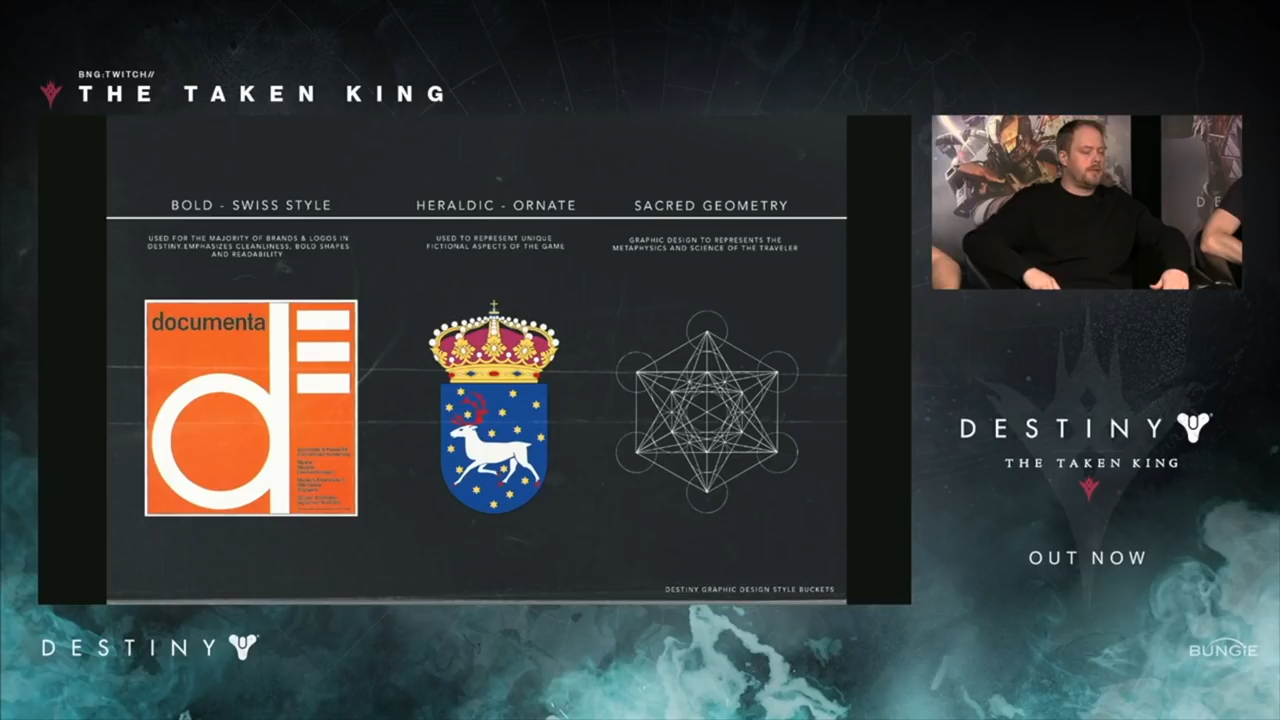 BNG:TWITCH//
THE TAKEN KING
BOLD - SWISS STYLE
USED FOR THE MAJORITY OF BRANDS & LOGOS IN
DESTINY.EMPHASIZES CLEANLINESS, BOLD SHAPES
AND READABILITY
HERALDIC - ORNATE
USED TO REPRESENT UNIQUE
FICTIONAL ASPECTS OF THE GAME
SACRED GEOMETRY
GRAPHIC DESIGN TO REPRESENTS THE
METAPHYSICS AND SCIENCE OF THE TRAVELER
documenta
d
DESTINY GRAPHIC DESIGN STYLE BUCKETS
DE
DESTINY
THE TAKEN KING
OUT NOW
DESTINY
BUNGIE